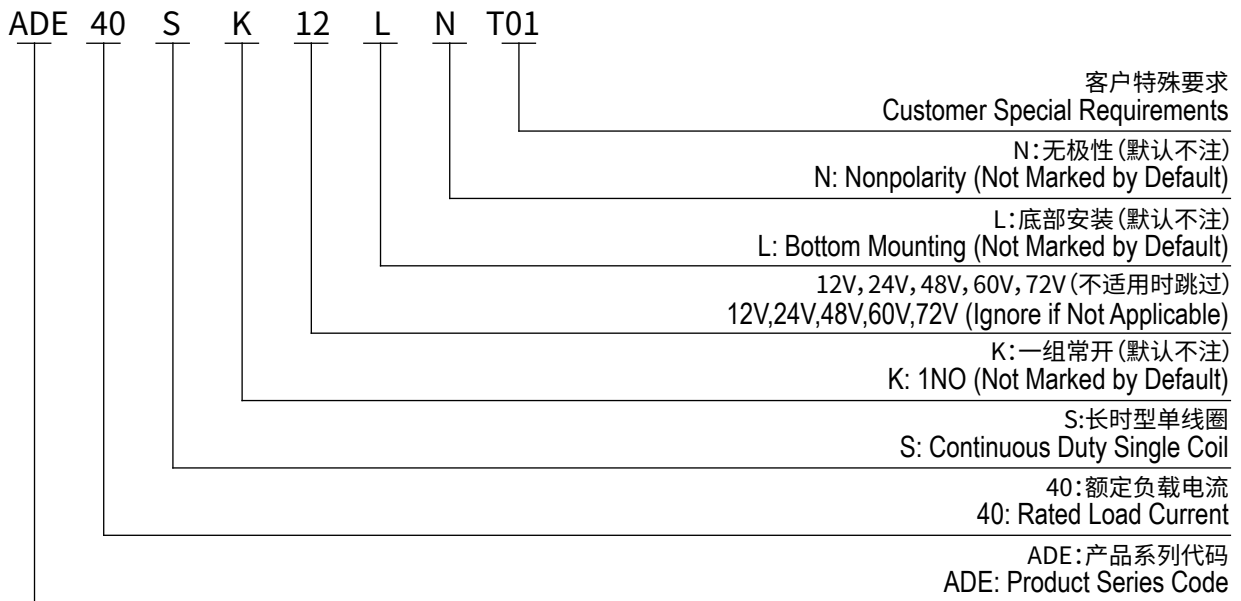 ADE 40 S K 12 L N T01
客户特殊要求
Customer Special Requirements
N：无极性（默认不注）
N: Nonpolarity (Not Marked by Default)
L：底部安装（默认不注）
L: Bottom Mounting (Not Marked by Default)
12V，24V，48V，60V，72V（不适用时跳过）
12V,24V,48V,60V,72V (Ignore if Not Applicable)
K：一组常开（默认不注）
K: 1NO (Not Marked by Default)
S:长时型单线圈
S: Continuous Duty Single Coil
40：额定负载电流
40: Rated Load Current
ADE：产品系列代码
ADE: Product Series Code